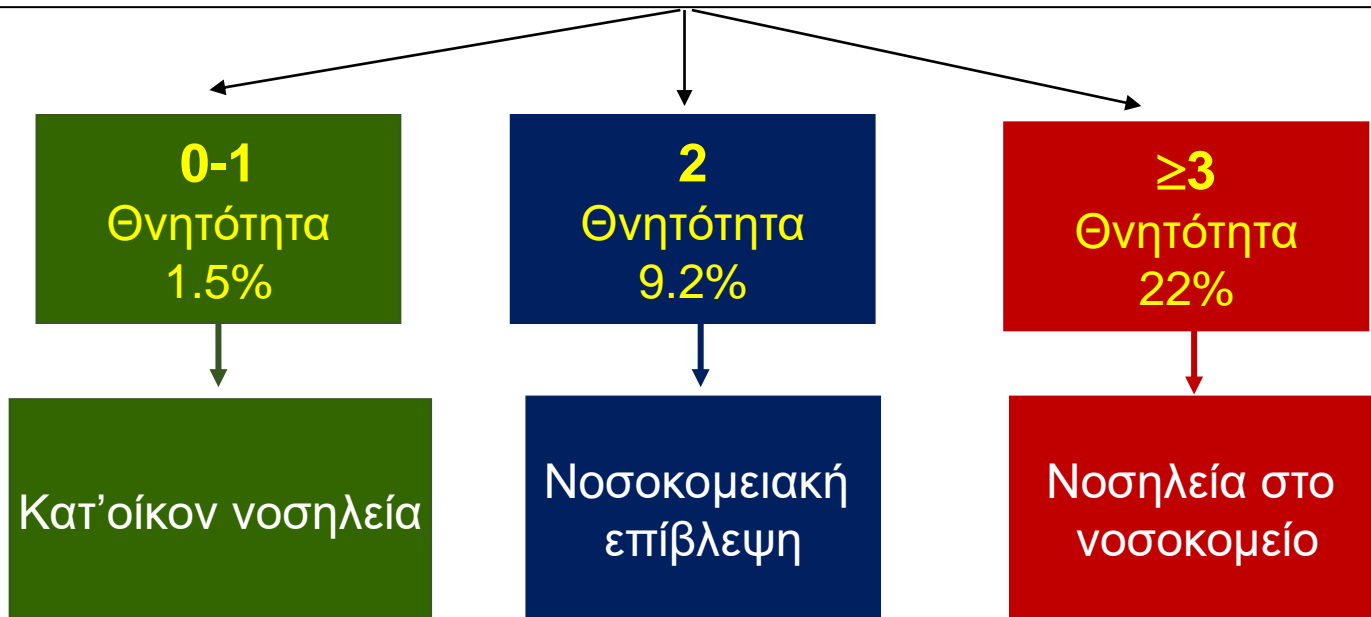 0-1
Θνητότητα
1.5%
2
Θνητότητα
9.2%
≥3
Θνητότητα
22%
Κατ’οίκον νοσηλεία
Νοσοκομειακή
επίβλεψη
Νοσηλεία στο
νοσοκομείο